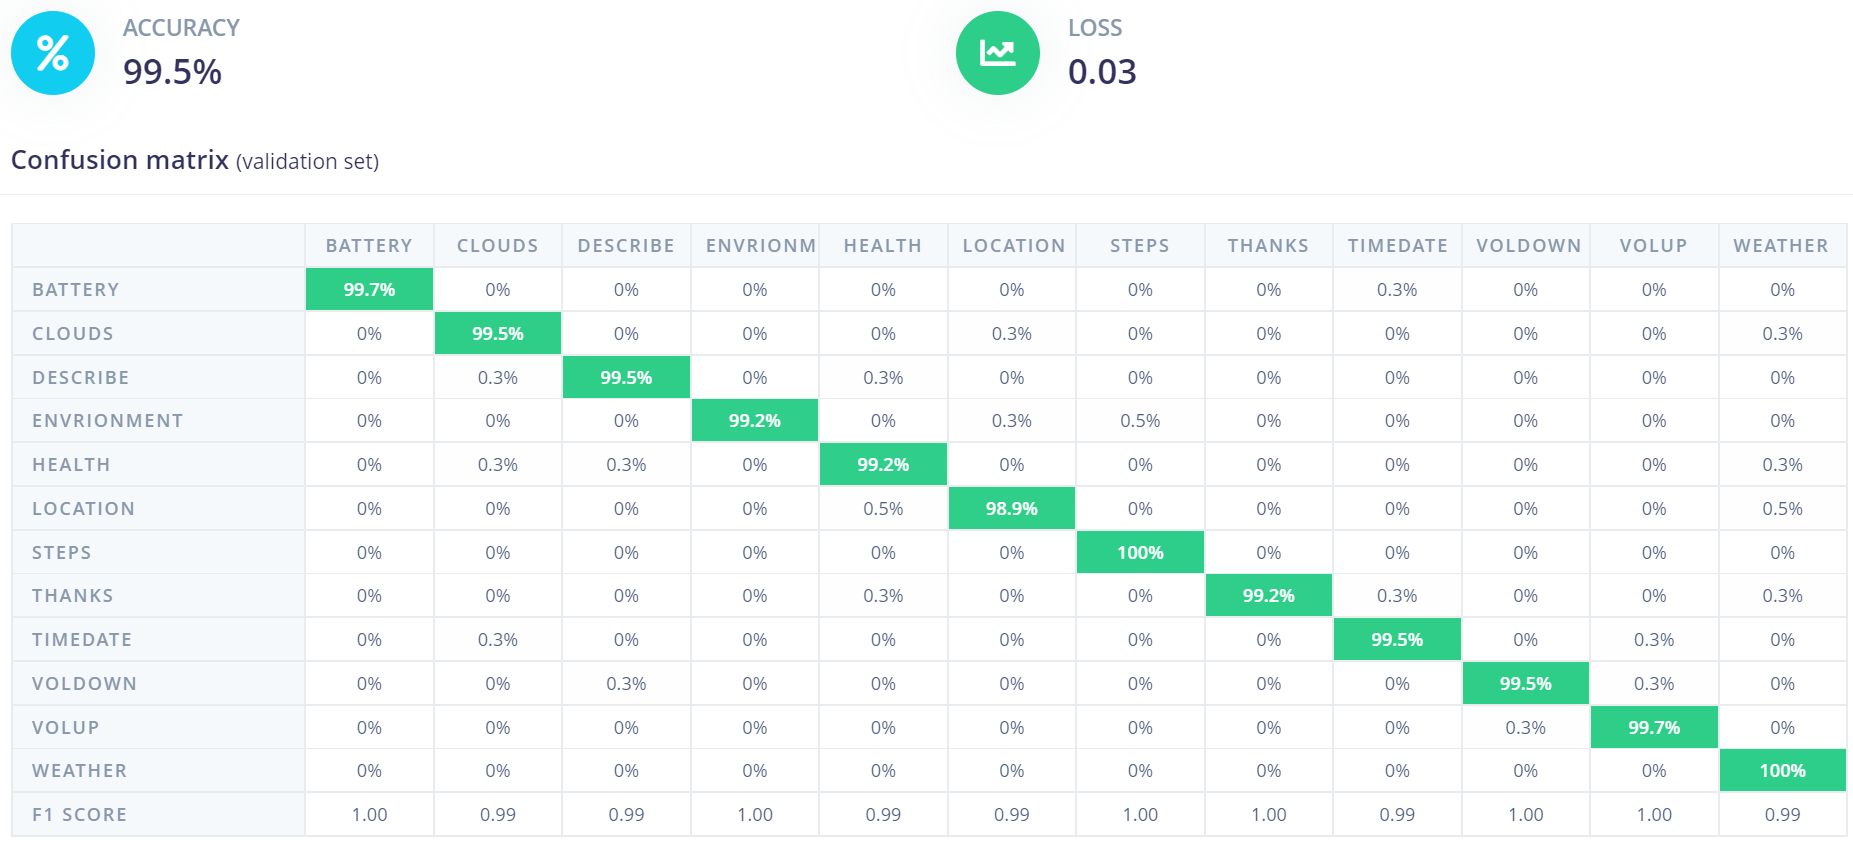 ACCURACY
99.5%
LOSS
0.03
Confusion matrix (validation set)
BATTERY CLOUDS DESCRIBE ENVRIONM HEALTH LOCATION STEPS THANKS TIMEDATE VOLDOWN VOLUP WEATHER
BATTERY 99.7% 0% 0% 0% 0% 0% 0% 0% 0.3% 0% 0% 0%
CLOUDS 0% 99.5% 0% 0% 0% 0.3% 0% 0% 0% 0% 0% 0.3%
DESCRIBE 0% 0.3% 99.5% 0% 0.3% 0% 0% 0% 0% 0% 0% 0%
ENVRIONMENT 0% 0% 0% 99.2% 0% 0.3% 0.5% 0% 0% 0% 0% 0%
HEALTH 0% 0.3% 0.3% 0% 99.2% 0% 0% 0% 0% 0% 0% 0.3%
LOCATION 0% 0% 0% 0% 0.5% 98.9% 0% 0% 0% 0% 0% 0.5%
STEPS 0% 0% 0% 0% 0% 0% 100% 0% 0% 0% 0% 0%
THANKS 0% 0% 0% 0% 0.3% 0% 0% 99.2% 0.3% 0% 0% 0.3%
TIMEDATE 0% 0.3% 0% 0% 0% 0% 0% 0% 99.5% 0% 0.3% 0%
VOLDOWN 0% 0% 0.3% 0% 0% 0% 0% 0% 0% 99.5% 0.3% 0%
VOLUP 0% 0% 0% 0% 0% 0% 0% 0% 0% 0.3% 99.7% 0%
WEATHER 0% 0% 0% 0% 0% 0% 0% 0% 0% 0% 0% 100%
F1 SCORE 1.00 0.99 0.99 1.00 0.99 0.99 1.00 1.00 0.99 1.00 1.00 0.99